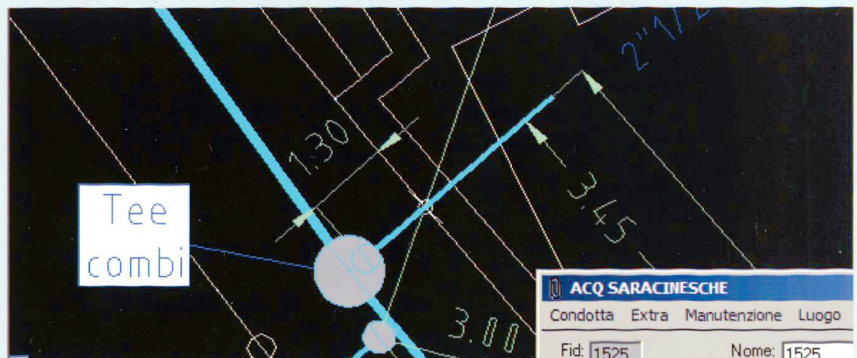 2"1/2
1.30
Tee
combi
3.45
3.00
ACQ SARACINESCHE
Condotta Extra Manutenzione Luogo
Fid: 1525 Nome: 1525